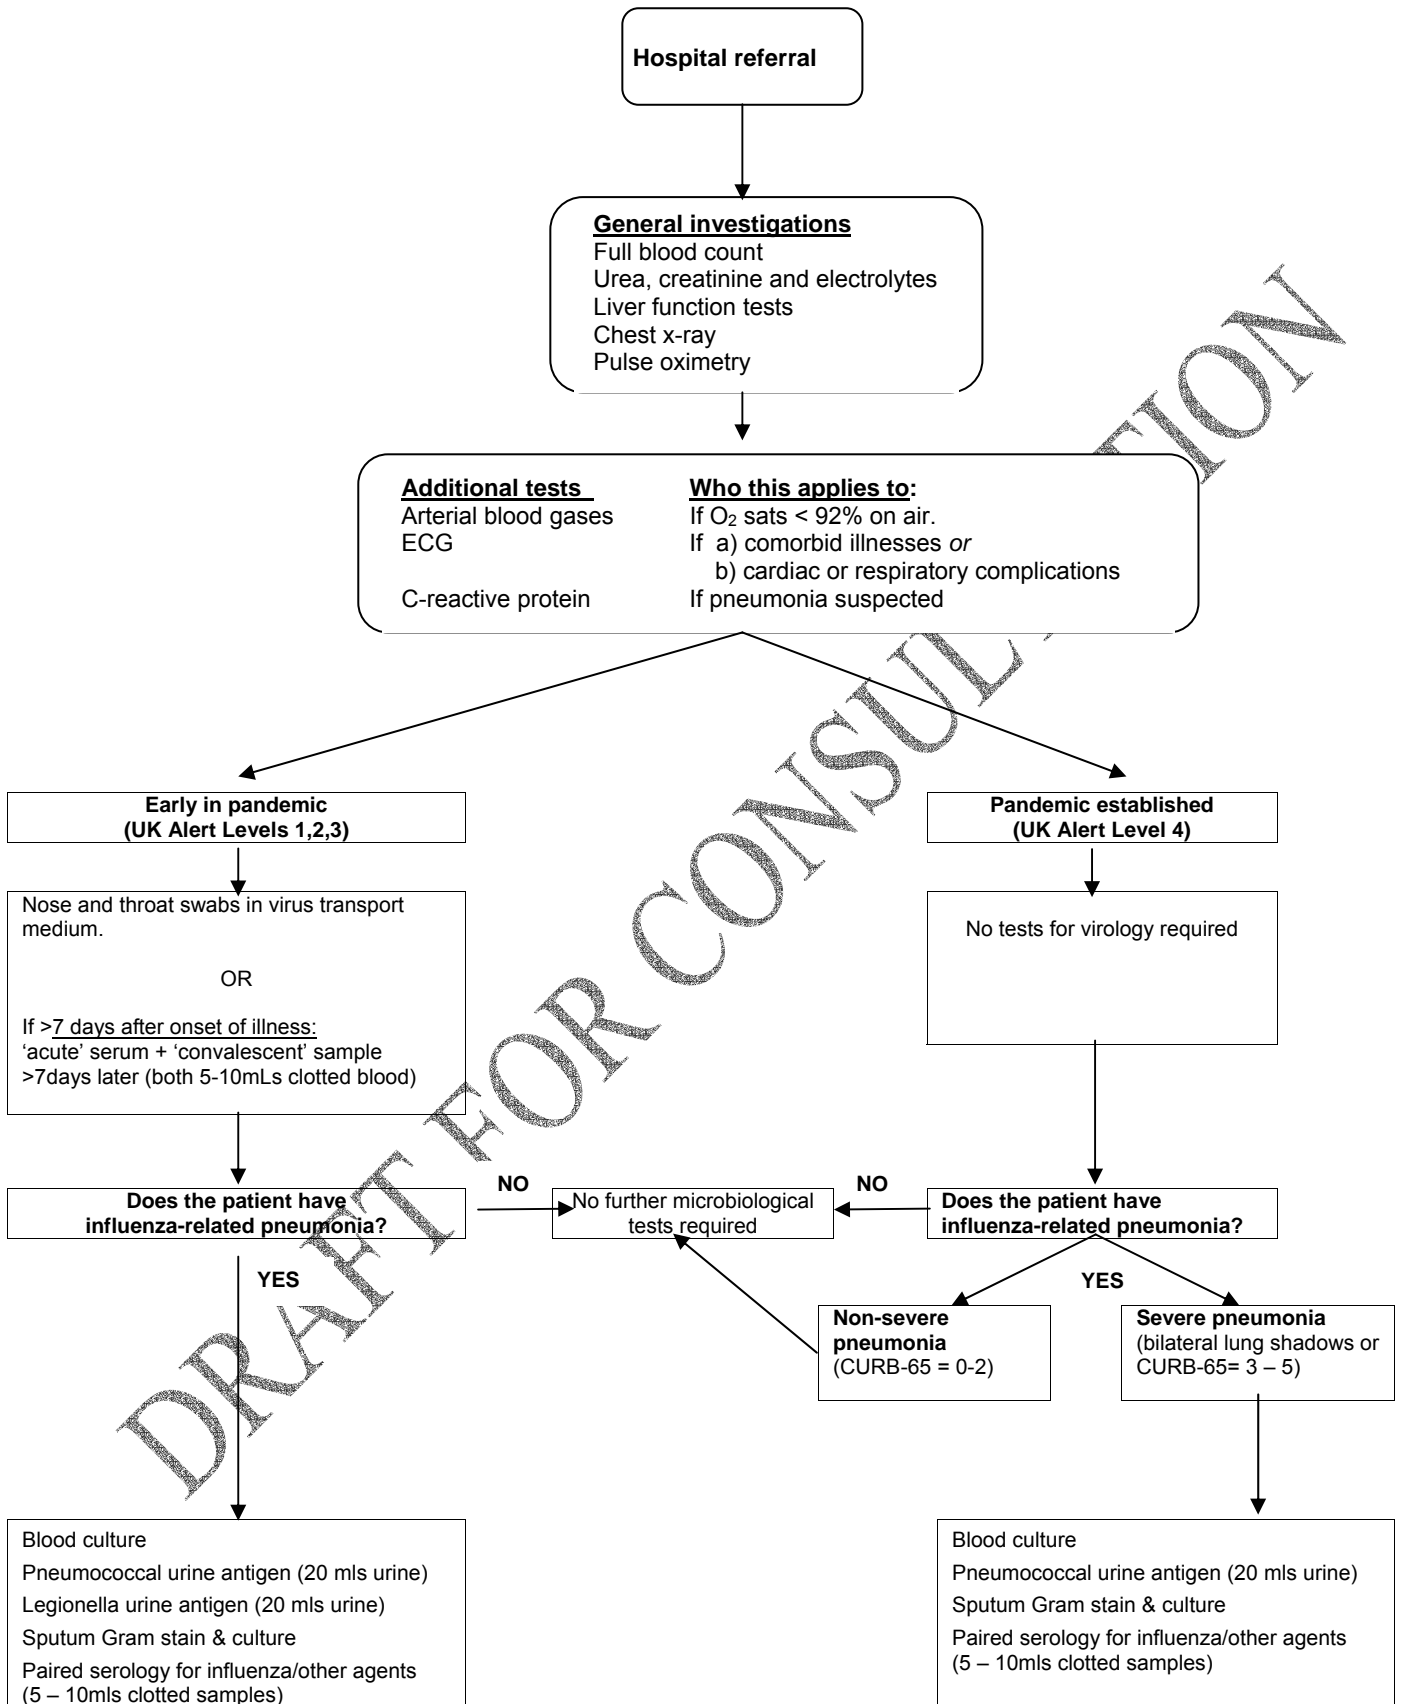 Hospital referral
General investigations
Full blood count
Urea, creatinine and electrolytes
Liver function tests
Chest x-ray
Pulse oximetry
Additional tests Who this applies to:
Arterial blood gases If O₂ sats < 92% on air.
ECG If a) comorbid illnesses or
b) cardiac or respiratory complications
C-reactive protein If pneumonia suspected
Early in pandemic
(UK Alert Levels 1,2,3)
Pandemic established
(UK Alert Level 4)
Nose and throat swabs in virus transport
medium.
OR
If >7 days after onset of illness:
‘acute’ serum + ‘convalescent’ sample
>7days later (both 5-10mLs clotted blood)
No tests for virology required
Does the patient have
influenza-related pneumonia?
NO
No further microbiological
tests required
NO
Does the patient have
influenza-related pneumonia?
YES
YES
Non-severe
pneumonia
(CURB-65 = 0-2)
Severe pneumonia
(bilateral lung shadows or
CURB-65= 3 – 5)
Blood culture
Pneumococcal urine antigen (20 mls urine)
Legionella urine antigen (20 mls urine)
Sputum Gram stain & culture
Paired serology for influenza/other agents
(5 – 10mls clotted samples)
Blood culture
Pneumococcal urine antigen (20 mls urine)
Sputum Gram stain & culture
Paired serology for influenza/other agents
(5 – 10mls clotted samples)
DRAFT FOR CONSULTATION